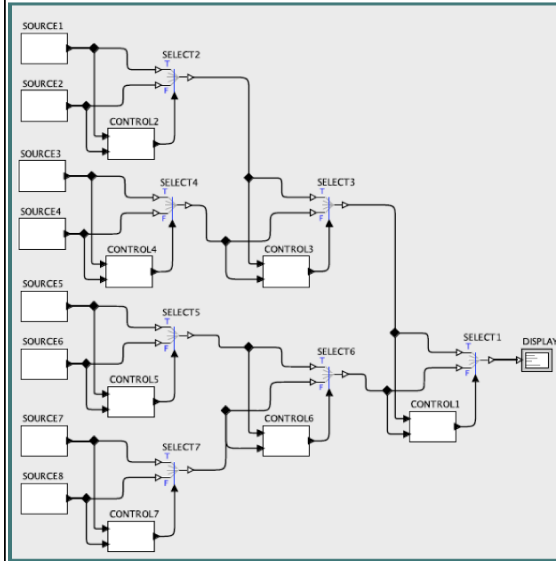 SOURCE1
SELECT2
T
SOURCE2
F
CONTROL2
SOURCE3
SELECT4
SELECT3
T
T
SOURCE4
F
F
CONTROL4
CONTROL3
SOURCE5
SELECT5
T
SELECT1
DISPLAY
SOURCE6
F
SELECT6
T
T
F
CONTROL5
F
SOURCE7
CONTROL6
CONTROL1
SELECT7
T
SOURCE8
F
CONTROL7